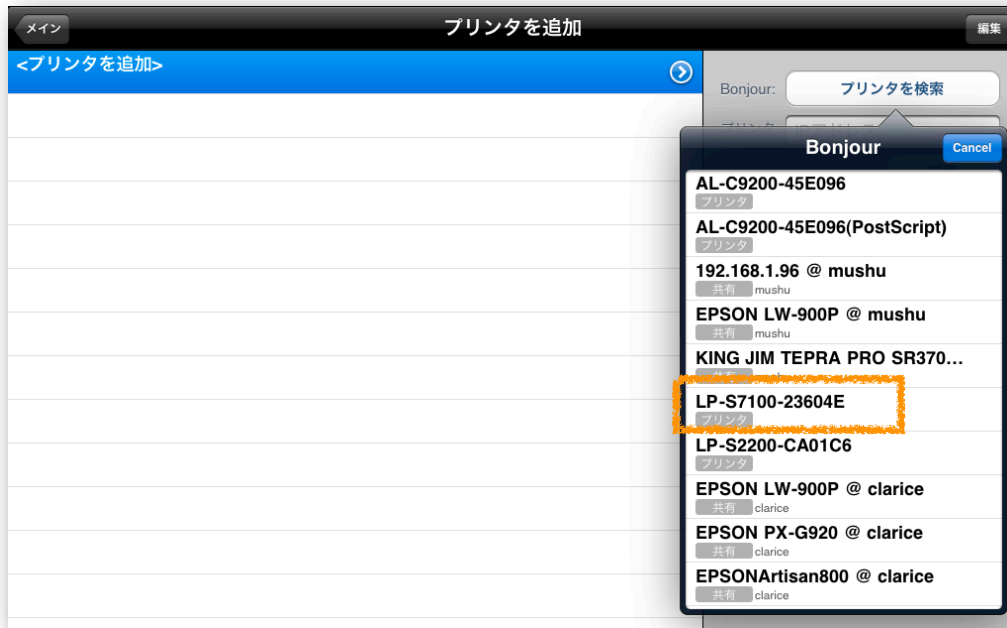 メイン
プリンタを追加
編集
<プリンタを追加>
Bonjour:
プリンタを検索
Bonjour
Cancel
AL-C9200-45E096
プリンタ
AL-C9200-45E096(PostScript)
プリンタ
192.168.1.96 @ mushu
共有 mushu
EPSON LW-900P @ mushu
共有 mushu
KING JIM TEPRA PRO SR370...
共有 mushu
LP-S7100-23604E
プリンタ
LP-S2200-CA01C6
プリンタ
EPSON LW-900P @ clarice
共有 clarice
EPSON PX-G920 @ clarice
共有 clarice
EPSONArtisan800 @ clarice
共有 clarice